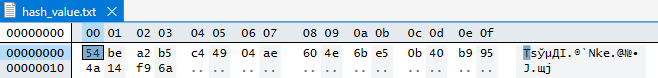 hash_value.txt
00000000 00 01 02 03 04 05 06 07 08 09 0a 0b 0c 0d 0e 0f
00000000 54 be a2 b5 c4 49 04 ae 60 4e 6b e5 0b 40 b9 95 TsўµДI.®`Nke.@№•
00000010 4a 14 f9 6a .. .. .. .. .. .. .. .. .. .. .. .. J.щj